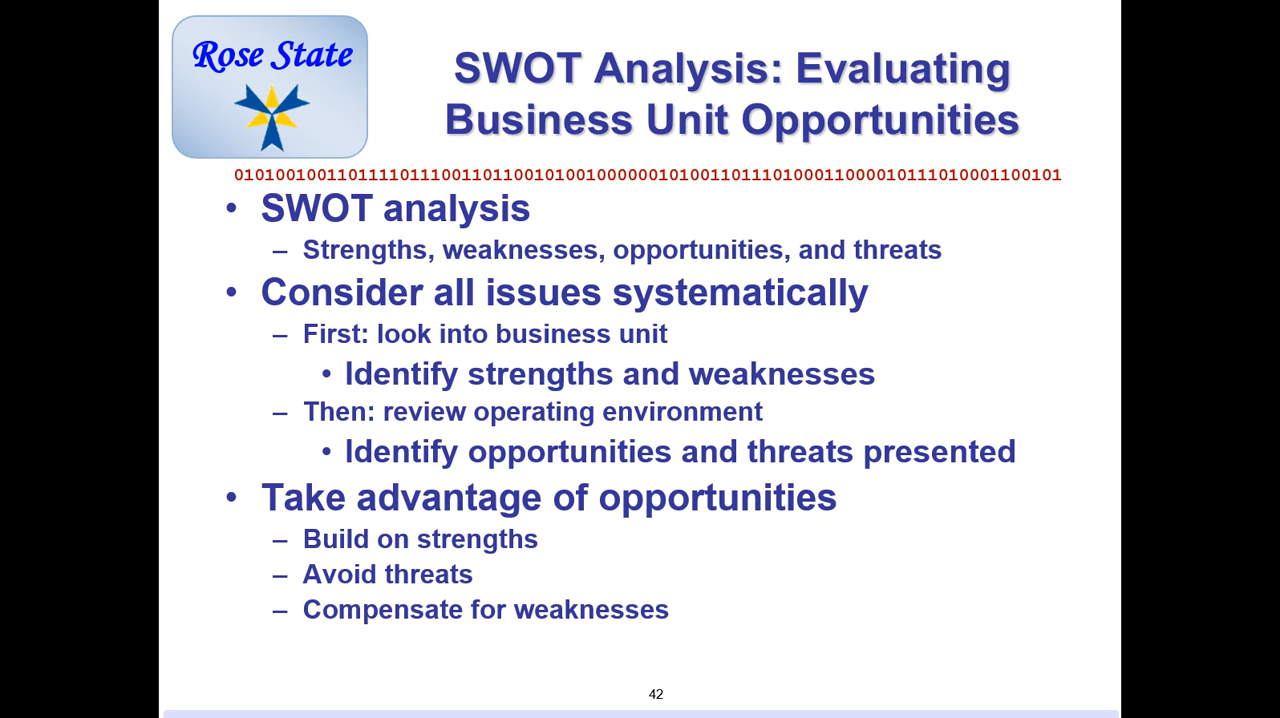 Rose State
SWOT Analysis: Evaluating
Business Unit Opportunities
01010010011011110111001101100101001000000101001101110100011000010111010001100101
• SWOT analysis
– Strengths, weaknesses, opportunities, and threats
• Consider all issues systematically
– First: look into business unit
• Identify strengths and weaknesses
– Then: review operating environment
• Identify opportunities and threats presented
• Take advantage of opportunities
– Build on strengths
– Avoid threats
– Compensate for weaknesses
42